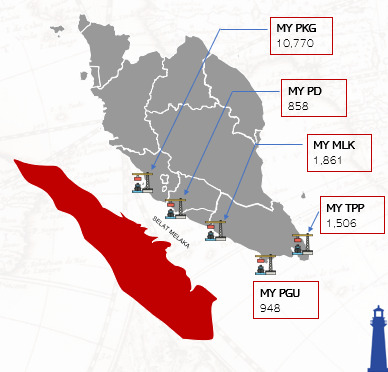 MY PKG
10,770
MY PD
858
MY MLK
1,861
MY TPP
1,506
SELAT MELAKA
MY PGU
948